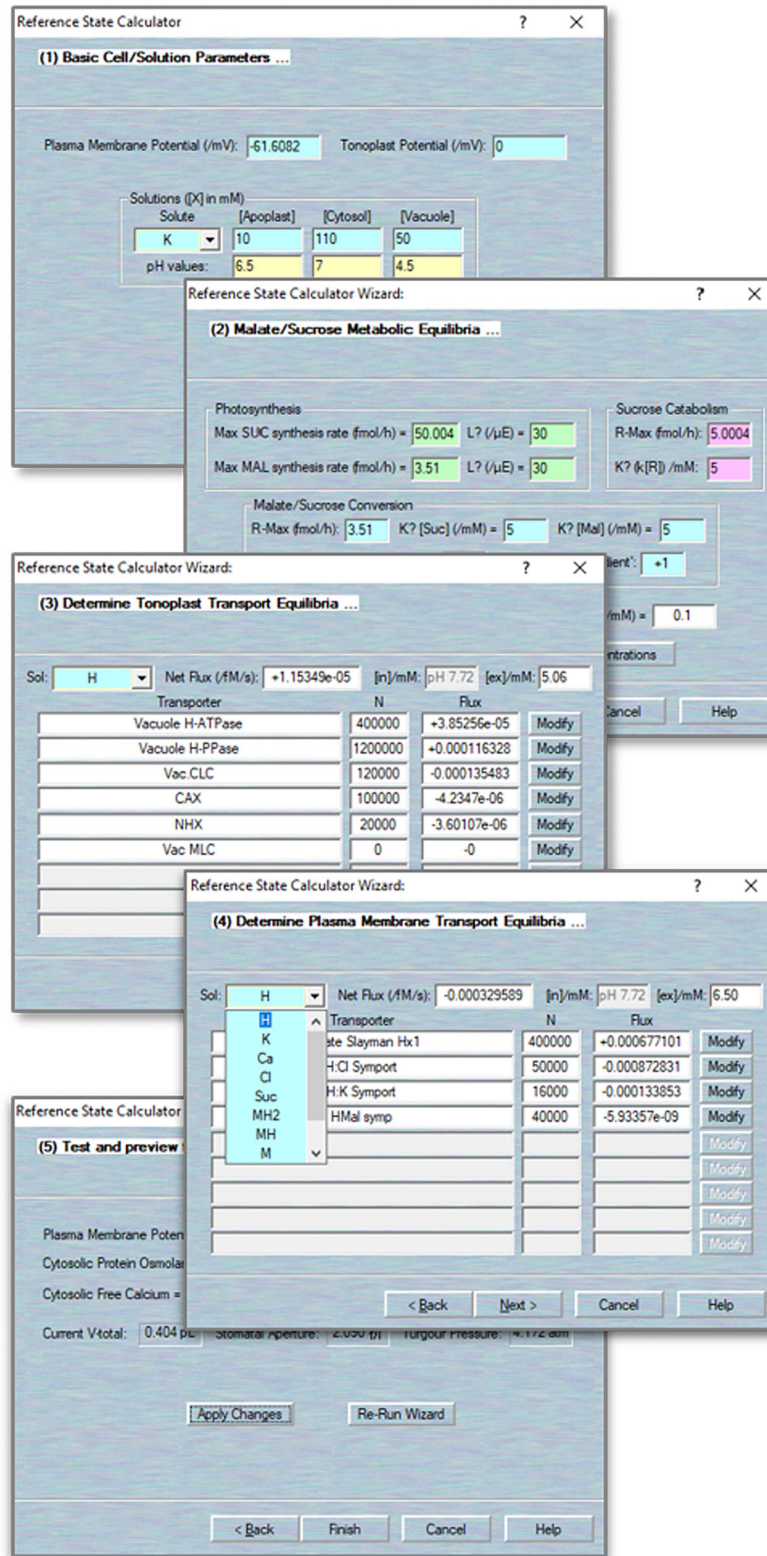 Reference State Calculator ? ×
(1) Basic Cell/Solution Parameters ...
Plasma Membrane Potential (/mV): -61.6082 Tonoplast Potential (/mV): 0
Solutions ([X] in mM)
Solute [Apoplast] [Cytosol] [Vacuole]
K 10 110 50
pH values: 6.5 7 4.5
Reference State Calculator Wizard: ? ×
(2) Malate/Sucrose Metabolic Equilibria ...
Photosynthesis
Max SUC synthesis rate (fmol/h) = 50.004 L? (/µE) = 30
Max MAL synthesis rate (fmol/h) = 3.51 L? (/µE) = 30
Sucrose Catabolism
R-Max (fmol/h): 5.0004
K? (k[R]) /mM: 5
Malate/Sucrose Conversion
R-Max (fmol/h): 3.51 K? [Suc] (/mM) = 5 K? [Mal] (/mM) = 5
dient': +1
/mM) = 0.1
entrations
Cancel Help
Reference State Calculator Wizard: ? ×
(3) Determine Tonoplast Transport Equilibria ...
Sol: H Net Flux (/fM/s): +1.15349e-05 [in]/mM: pH 7.72 [ex]/mM: 5.06
Transporter N Flux
Vacuole H-ATPase 400000 +3.85256e-05 Modify
Vacuole H-PPase 1200000 +0.000116328 Modify
Vac.CLC 120000 -0.000135483 Modify
CAX 100000 -4.2347e-06 Modify
NHX 20000 -3.60107e-06 Modify
Vac MLC 0 -0 Modify
Reference State Calculator Wizard: ? ×
(4) Determine Plasma Membrane Transport Equilibria ...
Sol: H Net Flux (/fM/s): -0.000329589 [in]/mM: pH 7.72 [ex]/mM: 6.50
Transporter N Flux
ate Slayman Hx1 400000 +0.000677101 Modify
H:Cl Symport 50000 -0.000872831 Modify
H:K Symport 16000 -0.000133853 Modify
HMal symp 40000 -5.93357e-09 Modify
Modify
Modify
Modify
Modify
Modify
H
K
Ca
Cl
Suc
MH2
MH
M
< Back Next > Cancel Help
Reference State Calculator
(5) Test and preview
Plasma Membrane Poten
Cytosolic Protein Osmolar
Cytosolic Free Calcium =
Current V-total: 0.404 pL Stomatal Aperture: 2.090 Turgour Pressure: 4.172 atm
Apply Changes Re-Run Wizard
< Back Finish Cancel Help